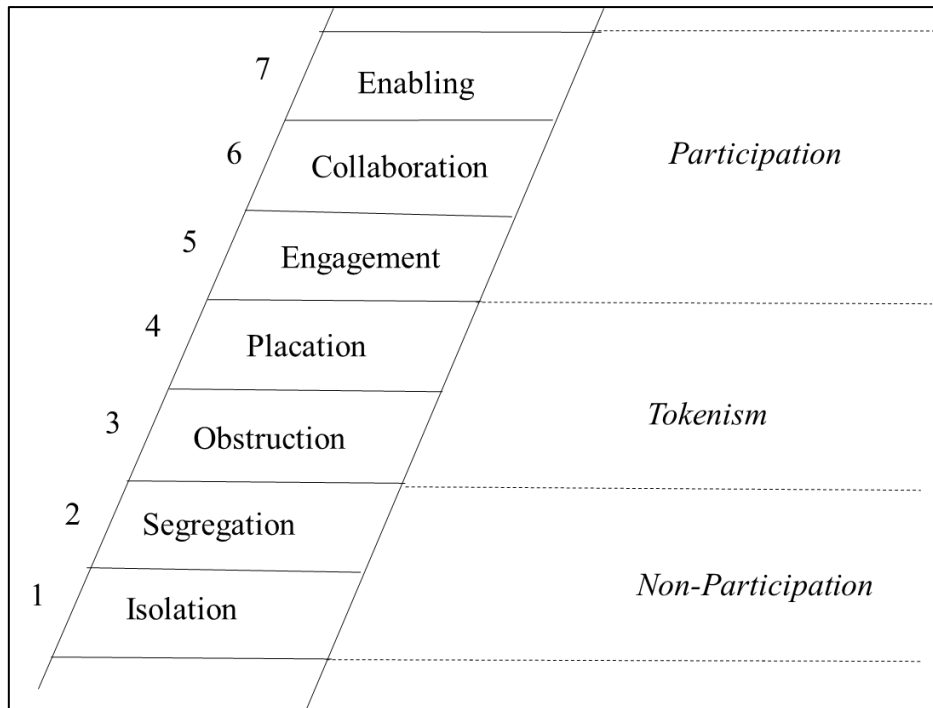 7 Enabling
6 Collaboration
Participation
5 Engagement
4 Placation
3 Obstruction
Tokenism
2 Segregation
1 Isolation
Non-Participation